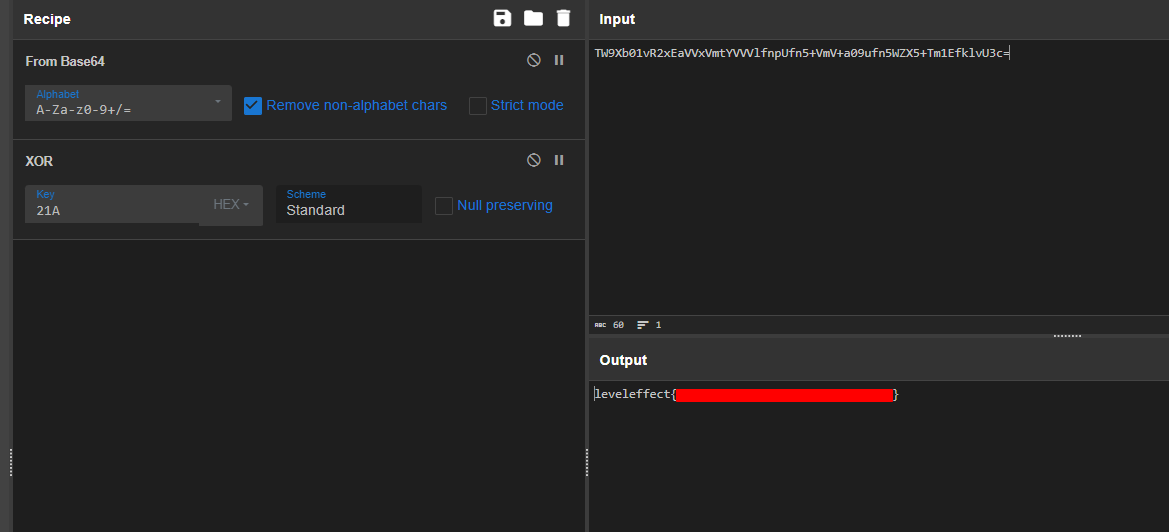 Recipe
From Base64
Alphabet
A-Za-z0-9+/=
Remove non-alphabet chars
Strict mode
XOR
Key
21A
HEX
Scheme
Standard
Null preserving
Input
TW9Xb01vR2xEaVVxVmtYVVVlfnpUfn5+VmV+a09ufn5WZX5+Tm1EfklvU3c=
ABC 60
1
Output
leveleffect{
}